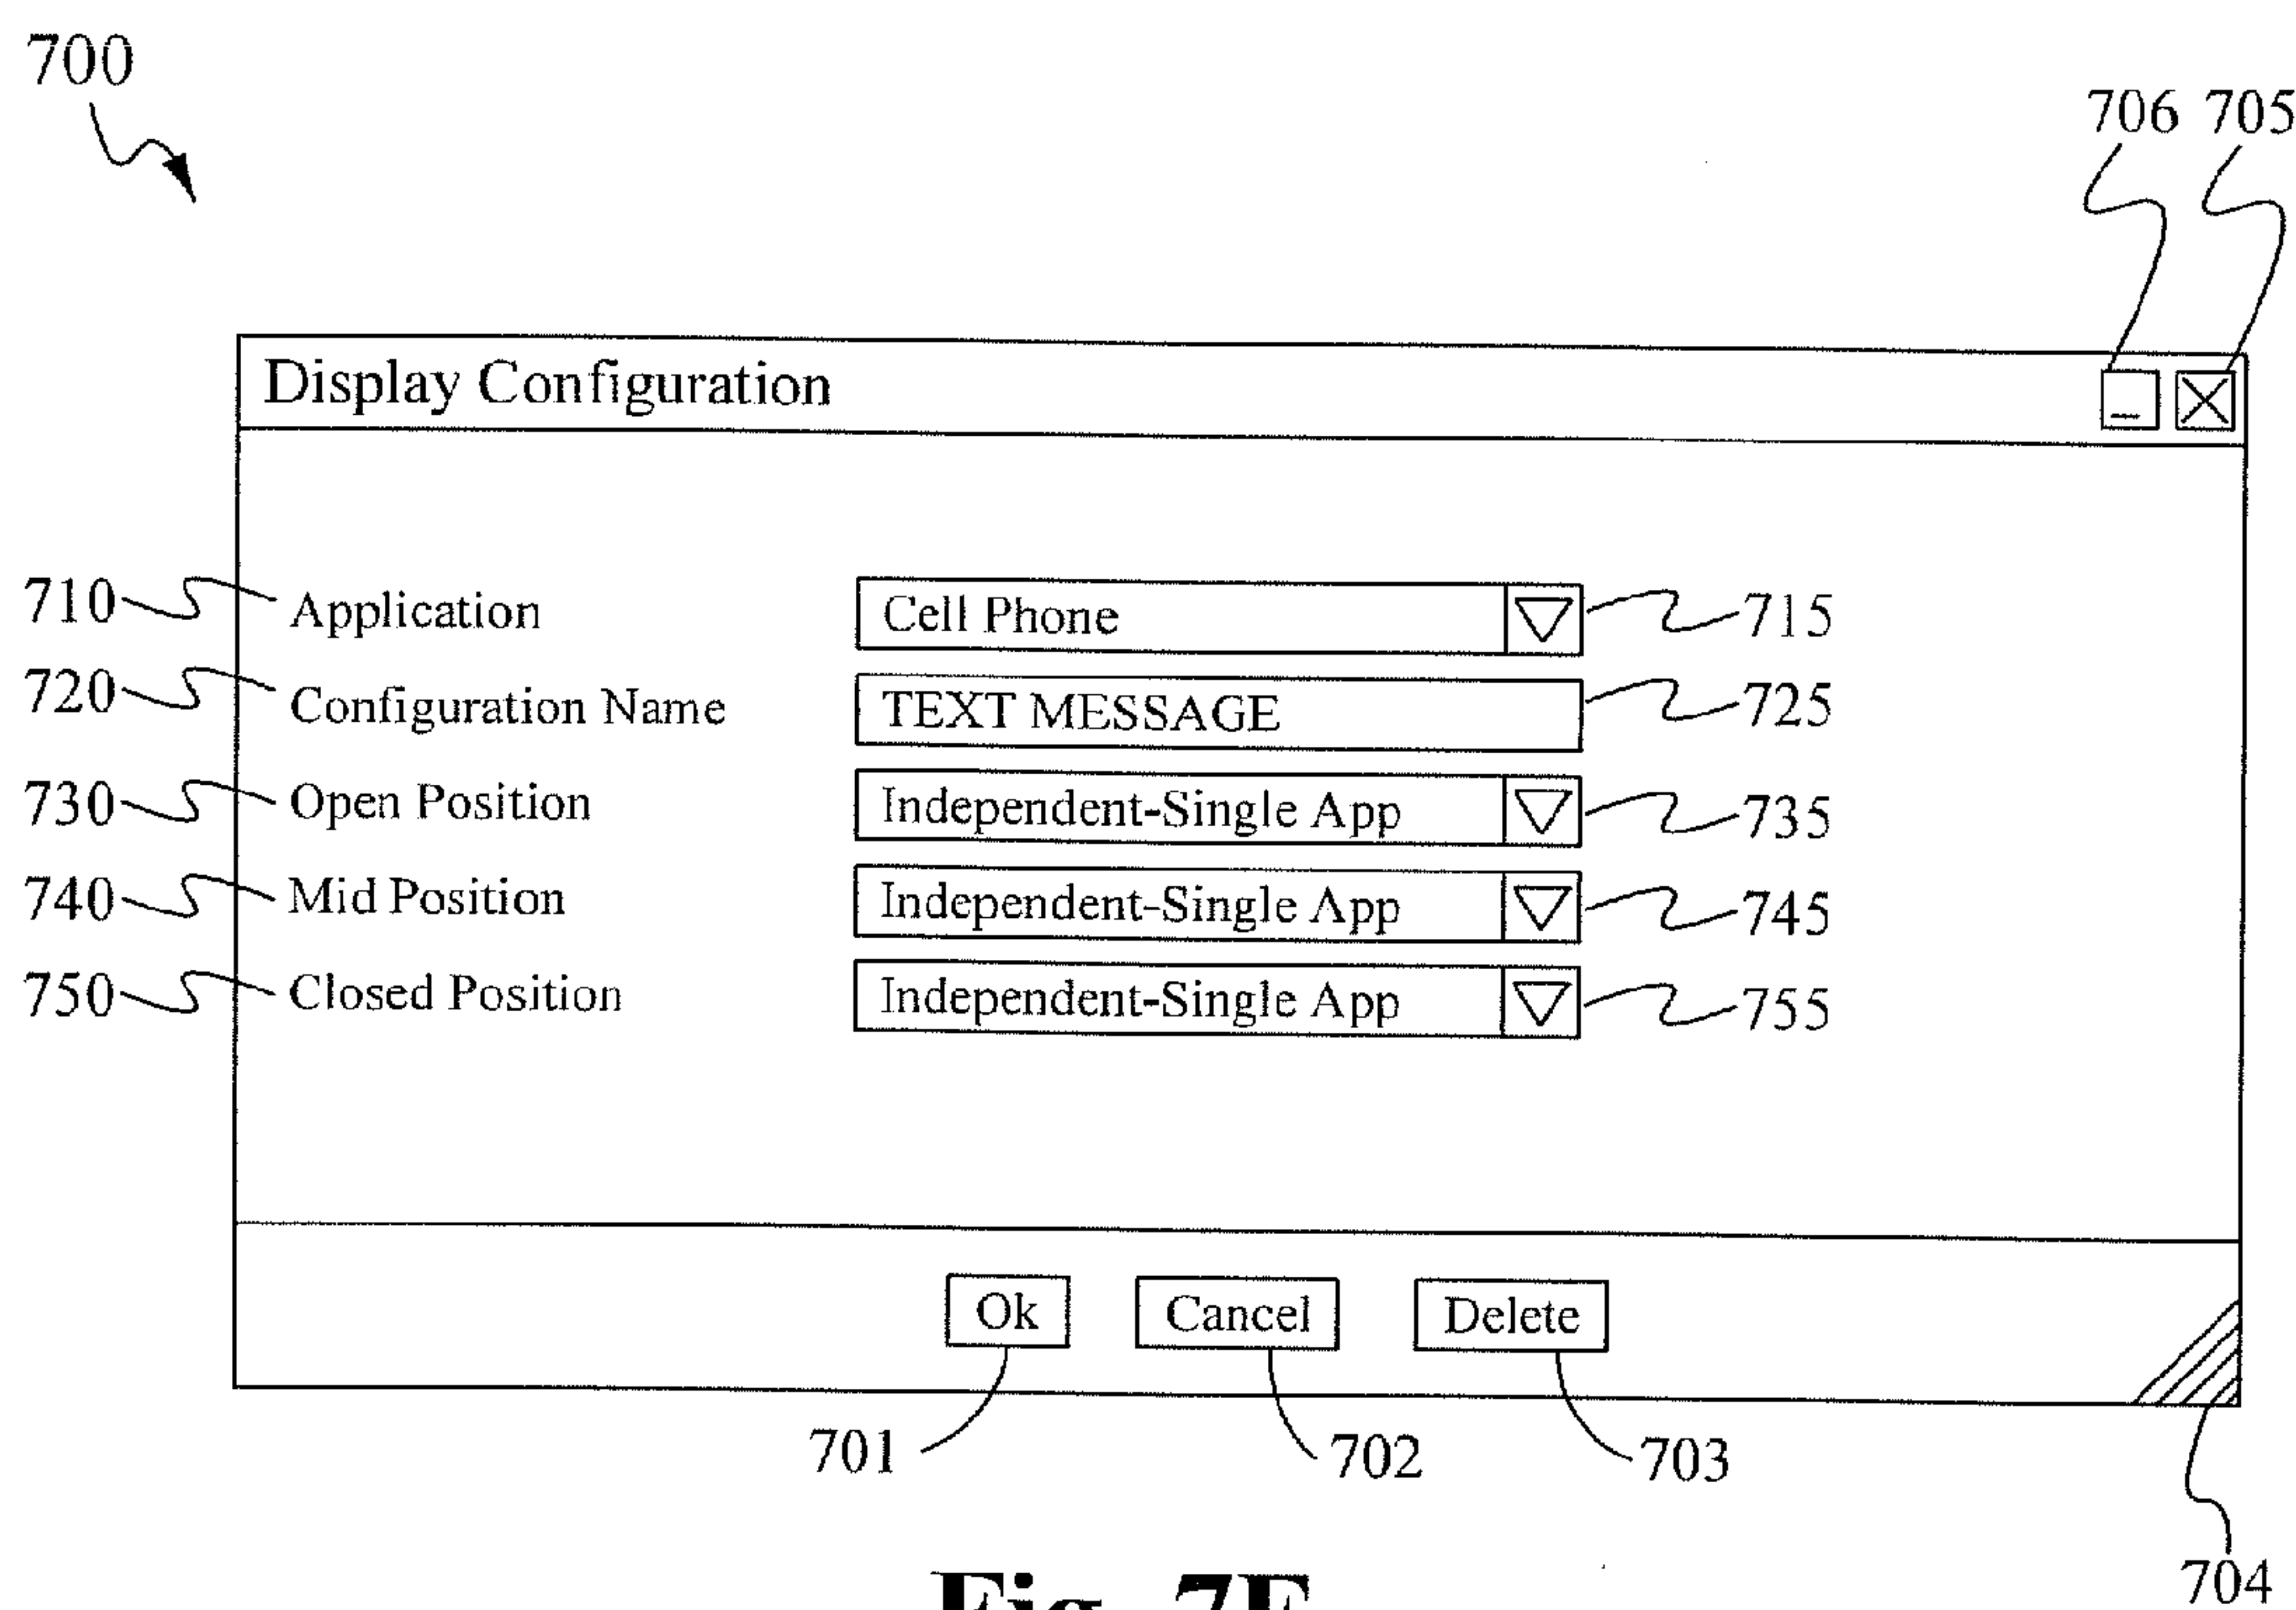 700
706 705
Display Configuration
710 Application Cell Phone 715
720 Configuration Name TEXT MESSAGE 725
730 Open Position Independent-Single App 735
740 Mid Position Independent-Single App 745
750 Closed Position Independent-Single App 755
Ok Cancel Delete
701 702 703
704
Fig.